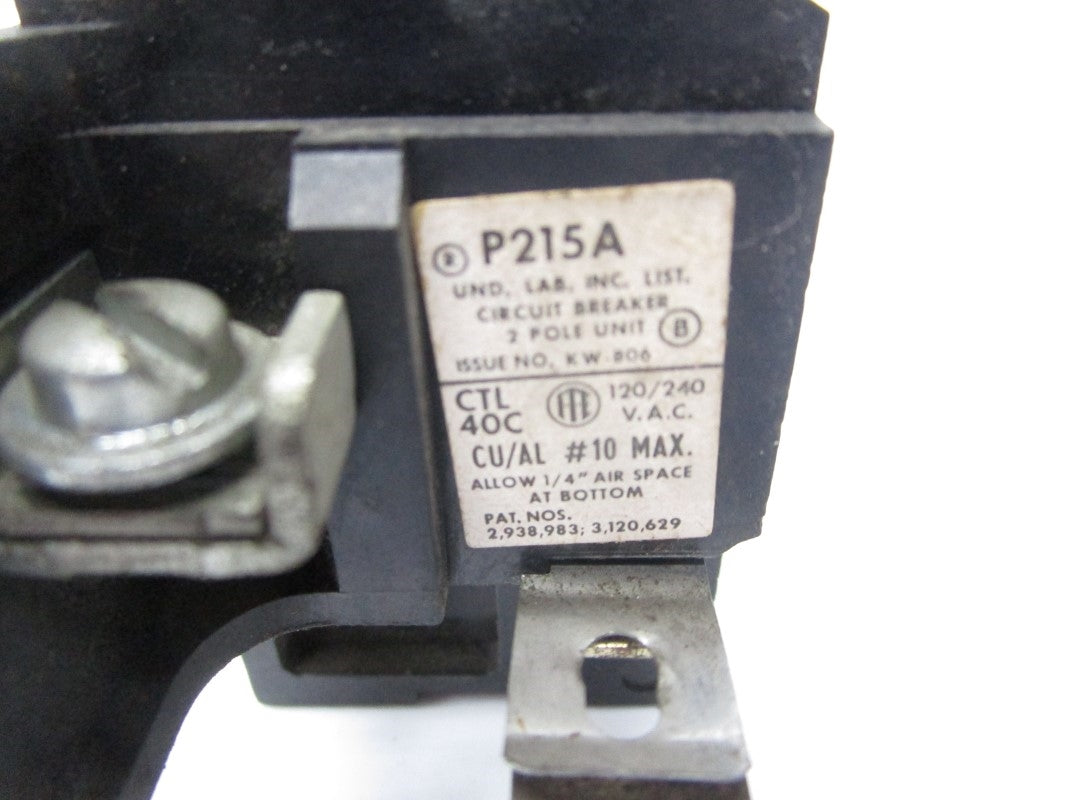 R P215A
UND. LAB. INC. LIST.
CIRCUIT BREAKER
2 POLE UNIT B
ISSUE NO. KW-806
CTL ITE 120/240
40C V.A.C.
CU/AL #10 MAX.
ALLOW 1/4" AIR SPACE
AT BOTTOM
PAT. NOS.
2,938,983; 3,120,629